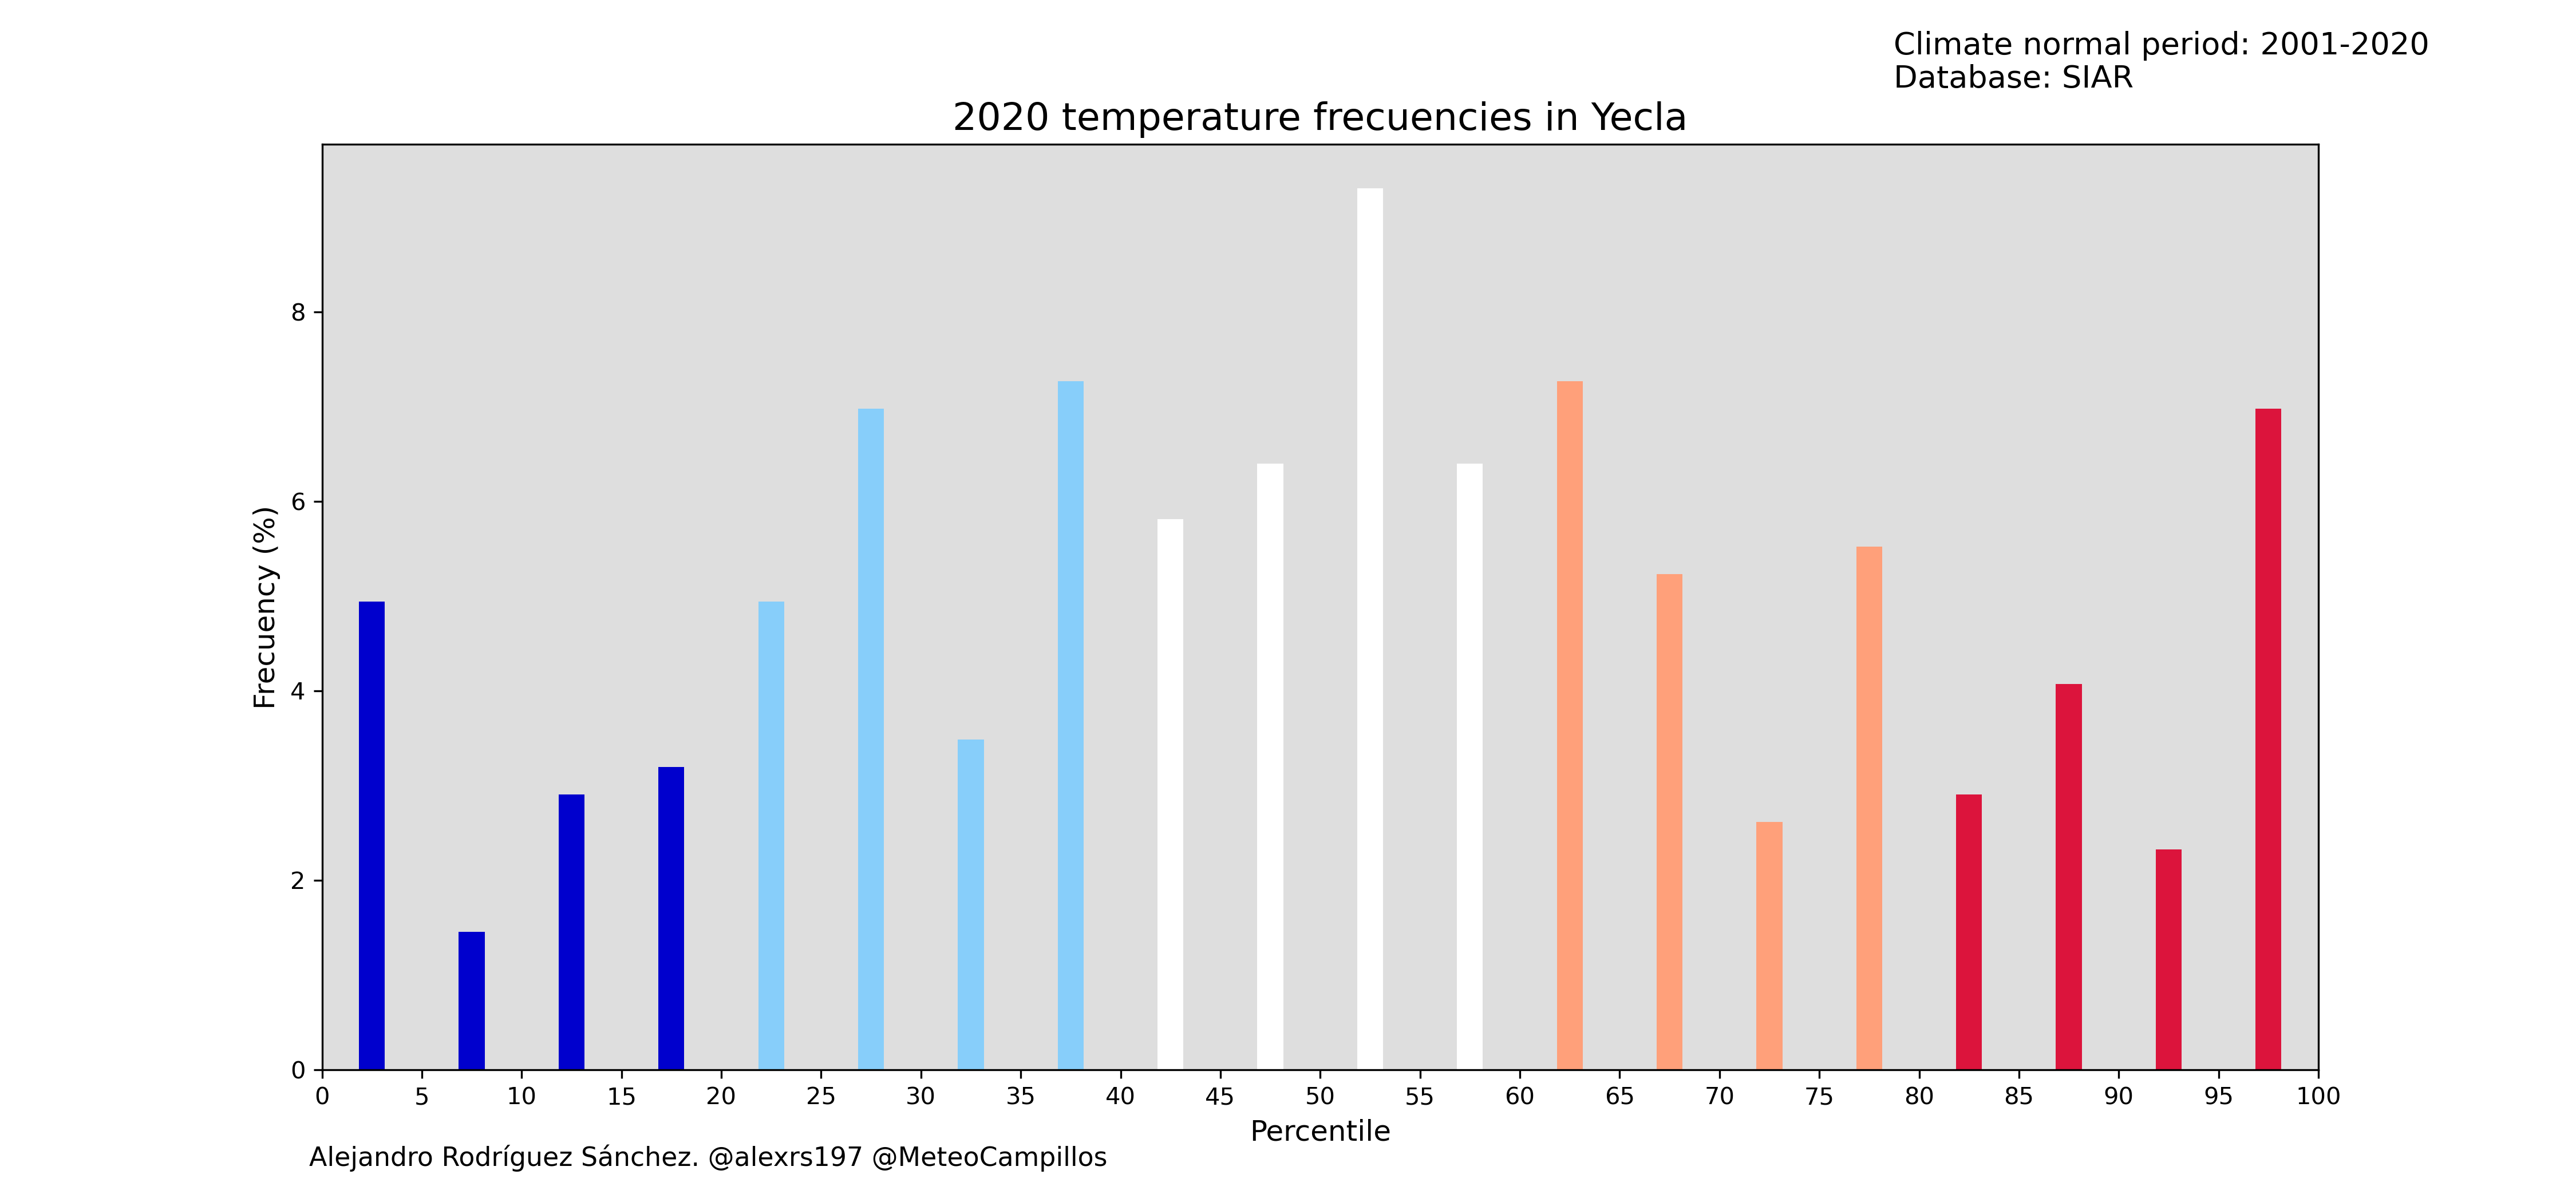 Climate normal period: 2001-2020
Database: SIAR
2020 temperature frecuencies in Yecla
Frecuency (%)
8
6
4
2
0
0 5 10 15 20 25 30 35 40 45 50 55 60 65 70 75 80 85 90 95 100
Percentile
Alejandro Rodríguez Sánchez. @alexrs197 @MeteoCampillos